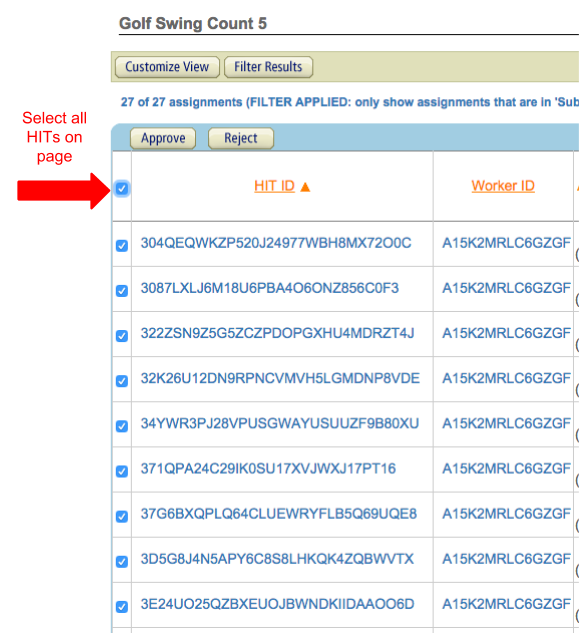 Golf Swing Count 5
Customize View Filter Results
27 of 27 assignments (FILTER APPLIED: only show assignments that are in 'Sub
Select all
HITs on
page
Approve Reject
HIT ID ▲ Worker ID
304QEQWKZP520J24977WBH8MX72O0C A15K2MRLC6GZGF
3087LXLJ6M18U6PBA4O6ONZ856C0F3 A15K2MRLC6GZGF
322ZSN9Z5G5ZCZPDOPGXHU4MDRZT4J A15K2MRLC6GZGF
32K26U12DN9RPNCVMVH5LGMDNP8VDE A15K2MRLC6GZGF
34YWR3PJ28VPUSGWAYUSUUZF9B80XU A15K2MRLC6GZGF
371QPA24C29IK0SU17XVJWXJ17PT16 A15K2MRLC6GZGF
37G6BXQPLQ64CLUEWRYFLB5Q69UQE8 A15K2MRLC6GZGF
3D5G8J4N5APY6C8S8LHKQK4ZQBWVTX A15K2MRLC6GZGF
3E24UO25QZBXEUOJBWNDKIIDAAOO6D A15K2MRLC6GZGF